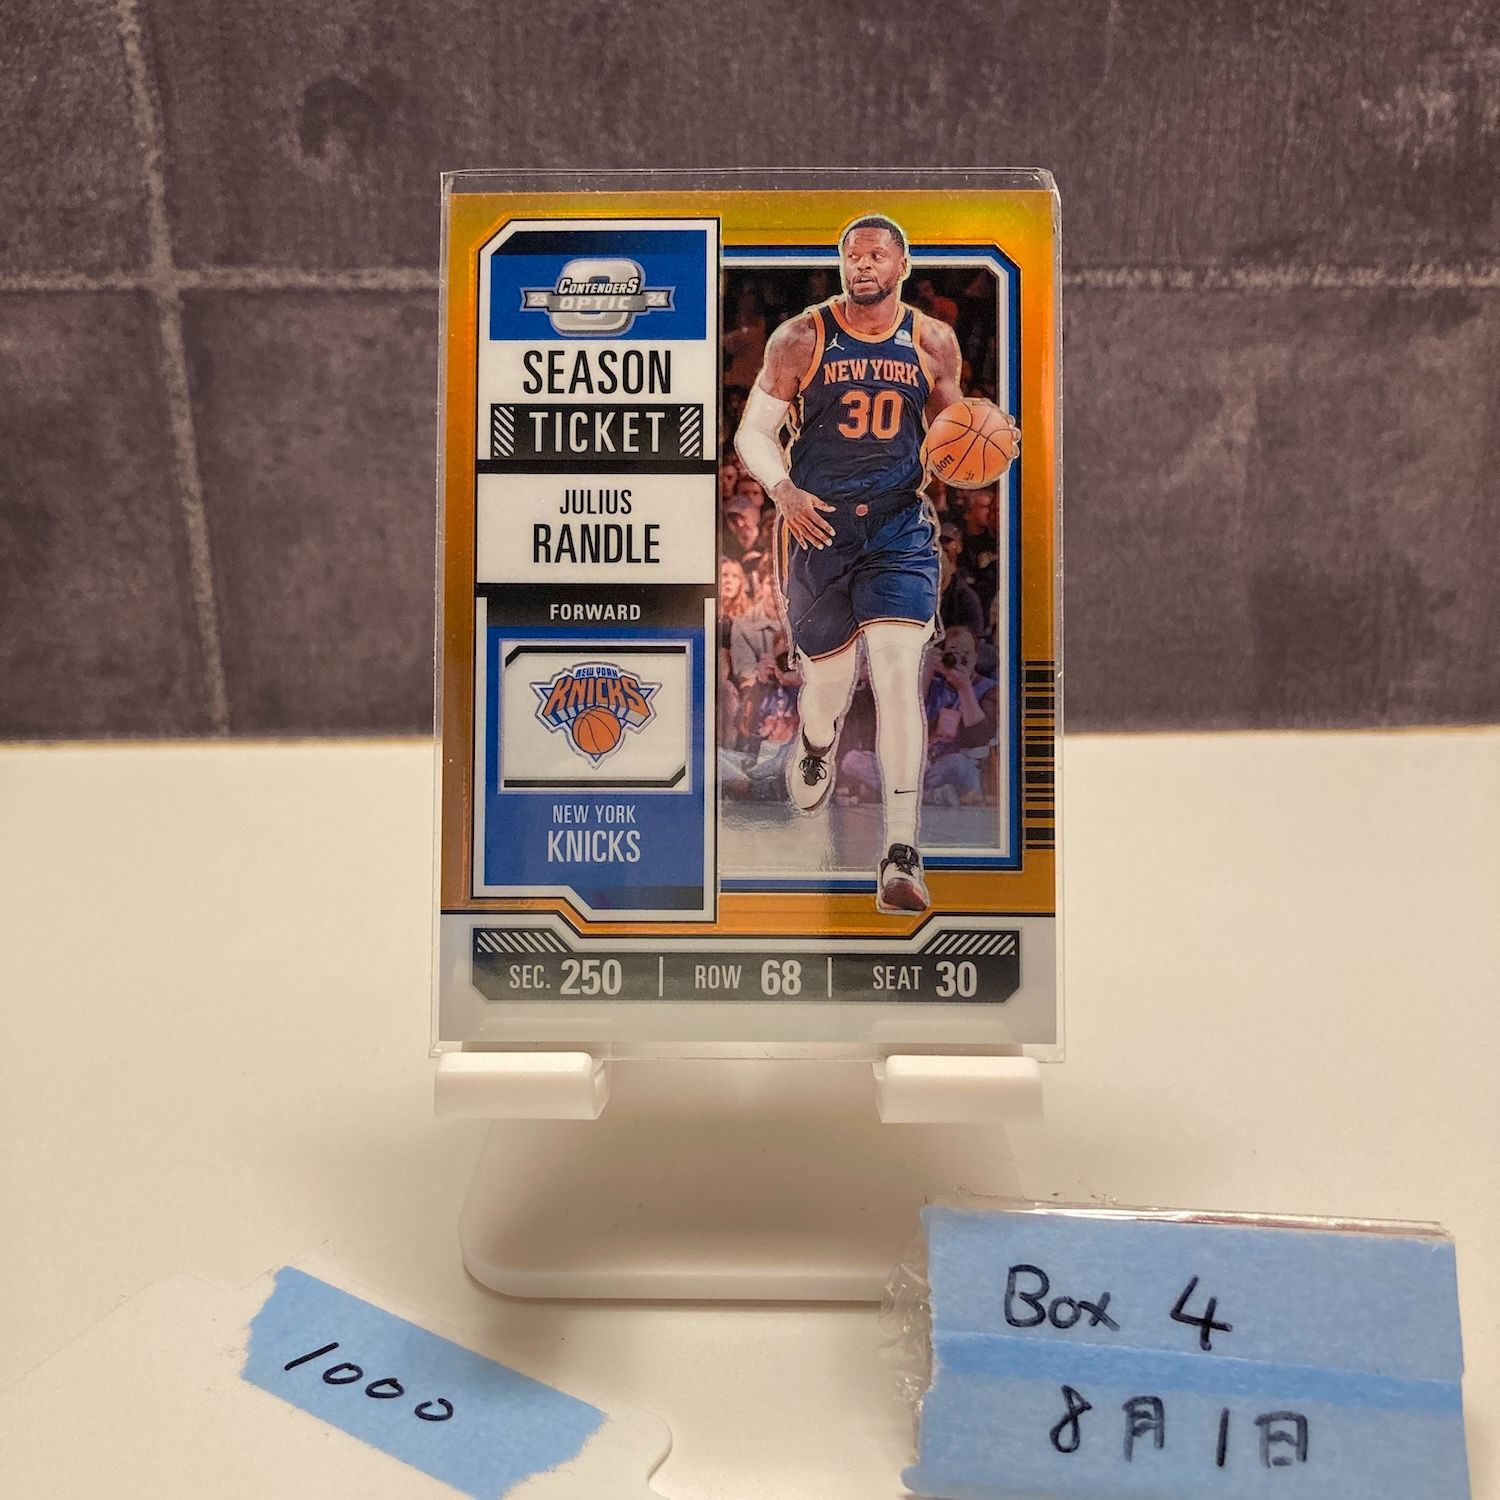 CONTENDERS
23 OPTIC 24
SEASON
TICKET
JULIUS
RANDLE
FORWARD
NEW YORK
KNICKS
NEW YORK
KNICKS
NEW YORK
30
SEC. 250 | ROW 68 | SEAT 30
1000
Box 4
8月1日